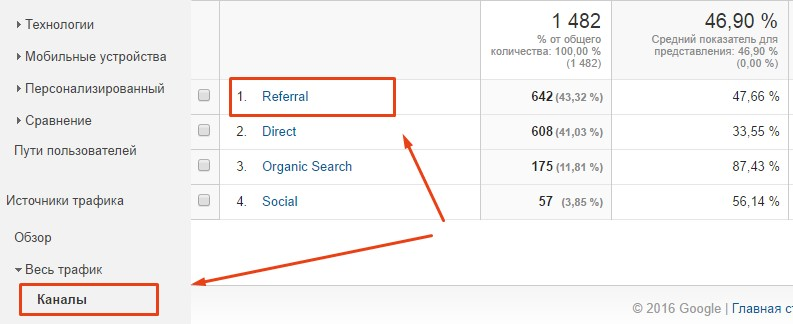 Технологии
Мобильные устройства
Персонализированный
Сравнение
Пути пользователей
Источники трафика
Обзор
Весь трафик
Каналы
1 482
% от общего
количества: 100,00 %
(1 482)
46,90 %
Средний показатель для
представления: 46,90 %
(0,00 %)
1. Referral 642 (43,32 %) 47,66 %
2. Direct 608 (41,03 %) 33,55 %
3. Organic Search 175 (11,81 %) 87,43 %
4. Social 57 (3,85 %) 56,14 %
© 2016 Google | Главная ст